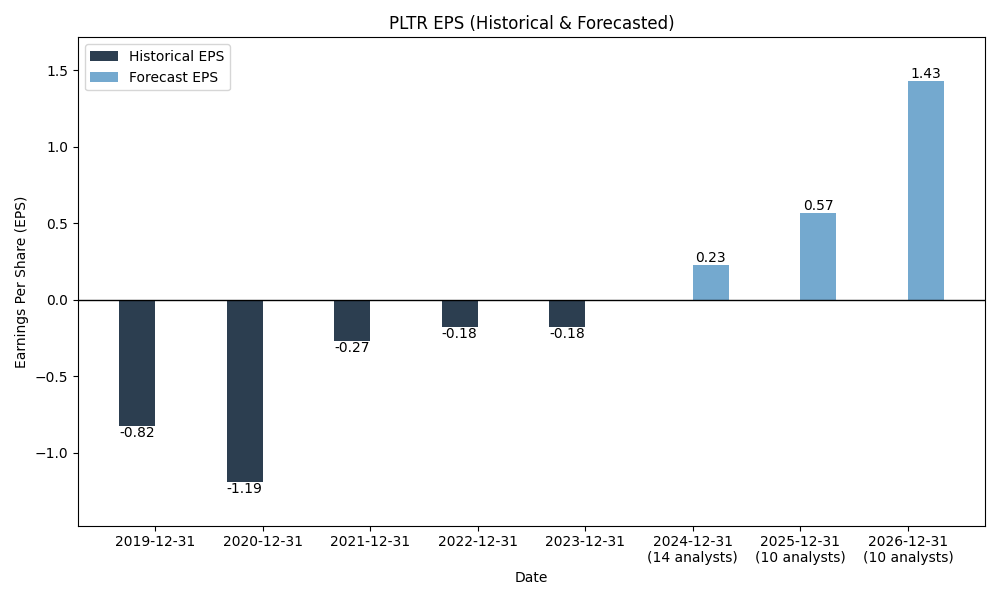 PLTR EPS (Historical & Forecasted)
Historical EPS
Forecast EPS
Earnings Per Share (EPS)
1.5
1.0
0.5
0.0
−0.5
−1.0
-0.82
-1.19
-0.27
-0.18
-0.18
0.23
0.57
1.43
2019-12-31
2020-12-31
2021-12-31
2022-12-31
2023-12-31
2024-12-31
(14 analysts)
2025-12-31
(10 analysts)
2026-12-31
(10 analysts)
Date